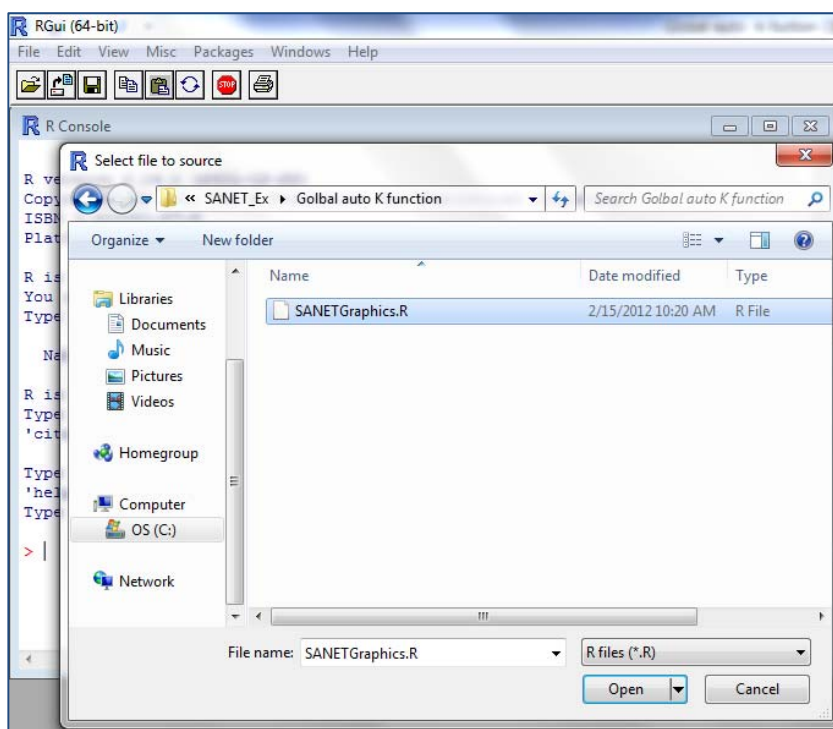 RGui (64-bit)
File Edit View Misc Packages Windows Help
STOP
R Console
R ve
Copy
ISBN
Plat
R is
You
Type
Na
R is
Type
'cit
Type
'hel
Type
> 
Select file to source
« SANET_Ex ▸ Golbal auto K function
Search Golbal auto K function
Organize New folder
Name Date modified Type
Libraries
Documents
Music
Pictures
Videos
Homegroup
Computer
OS (C:)
Network
SANETGraphics.R 2/15/2012 10:20 AM R File
File name: SANETGraphics.R R files (*.R)
Open Cancel